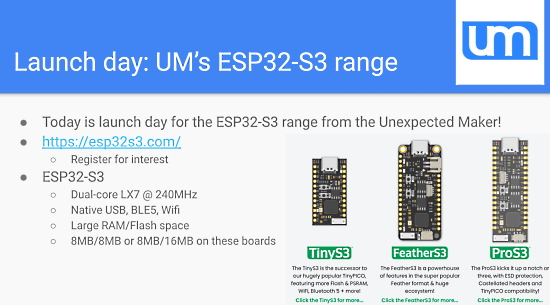 Launch day: UM's ESP32-S3 range
um
Today is launch day for the ESP32-S3 range from the Unexpected Maker!
https://esp32s3.com/
Register for interest
ESP32-S3
Dual-core LX7 @ 240MHz
Native USB, BLE5, Wifi
Large RAM/Flash space
8MB/8MB or 8MB/16MB on these boards
TinyS3
The TinyS3 is the successor to
our hugely popular TinyPICO,
featuring more Flash & PSRAM,
WiFi, Bluetooth 5 + more!
Click the TinyS3 for more...
FeatherS3
The FeatherS3 is a powerhouse
of features in the super popular
Feather format & huge
ecosystem!
Click the FeatherS3 for more...
ProS3
The ProS3 kicks it up a notch or
three, with ESD protection,
Castellated headers and
TinyPICO compatibility!
Click the ProS3 for more...